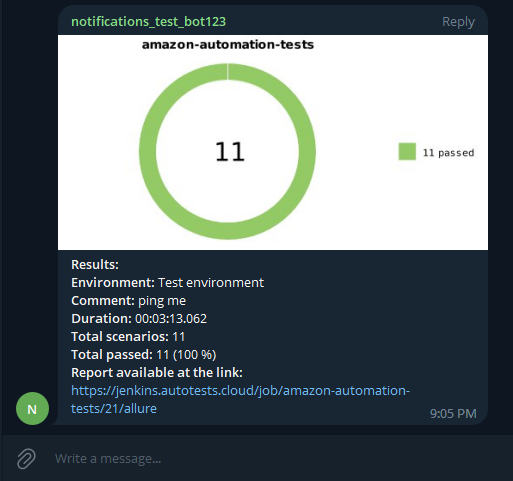 notifications_test_bot123 Reply
amazon-automation-tests
11
11 passed
Results:
Environment: Test environment
Comment: ping me
Duration: 00:03:13.062
Total scenarios: 11
Total passed: 11 (100 %)
Report available at the link:
https://jenkins.autotests.cloud/job/amazon-automation-
tests/21/allure
N
9:05 PM
Write a message...